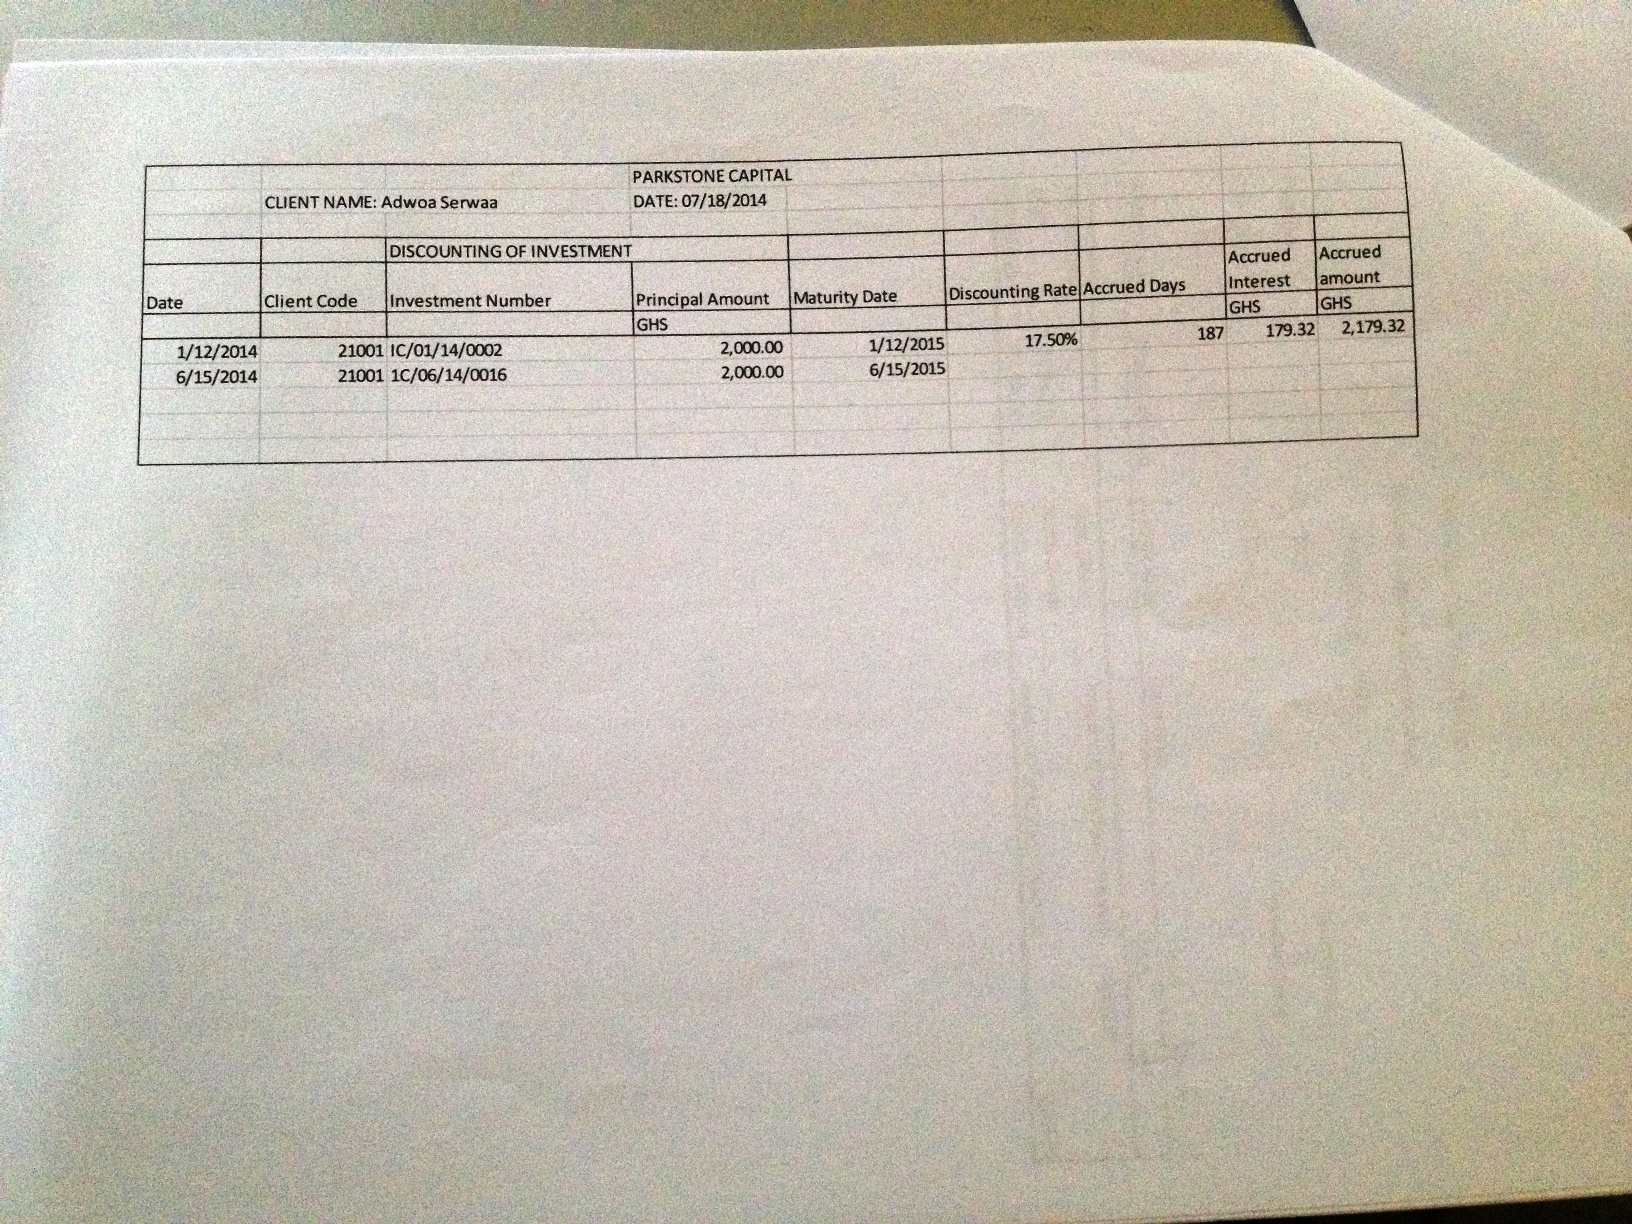 PARKSTONE CAPITAL
CLIENT NAME: Adwoa Serwaa DATE: 07/18/2014
DISCOUNTING OF INVESTMENT
Date Client Code Investment Number Principal Amount Maturity Date Discounting Rate Accrued Days Accrued Interest Accrued amount
GHS GHS GHS
1/12/2014 21001 IC/01/14/0002 2,000.00 1/12/2015 17.50% 187 179.32 2,179.32
6/15/2014 21001 1C/06/14/0016 2,000.00 6/15/2015